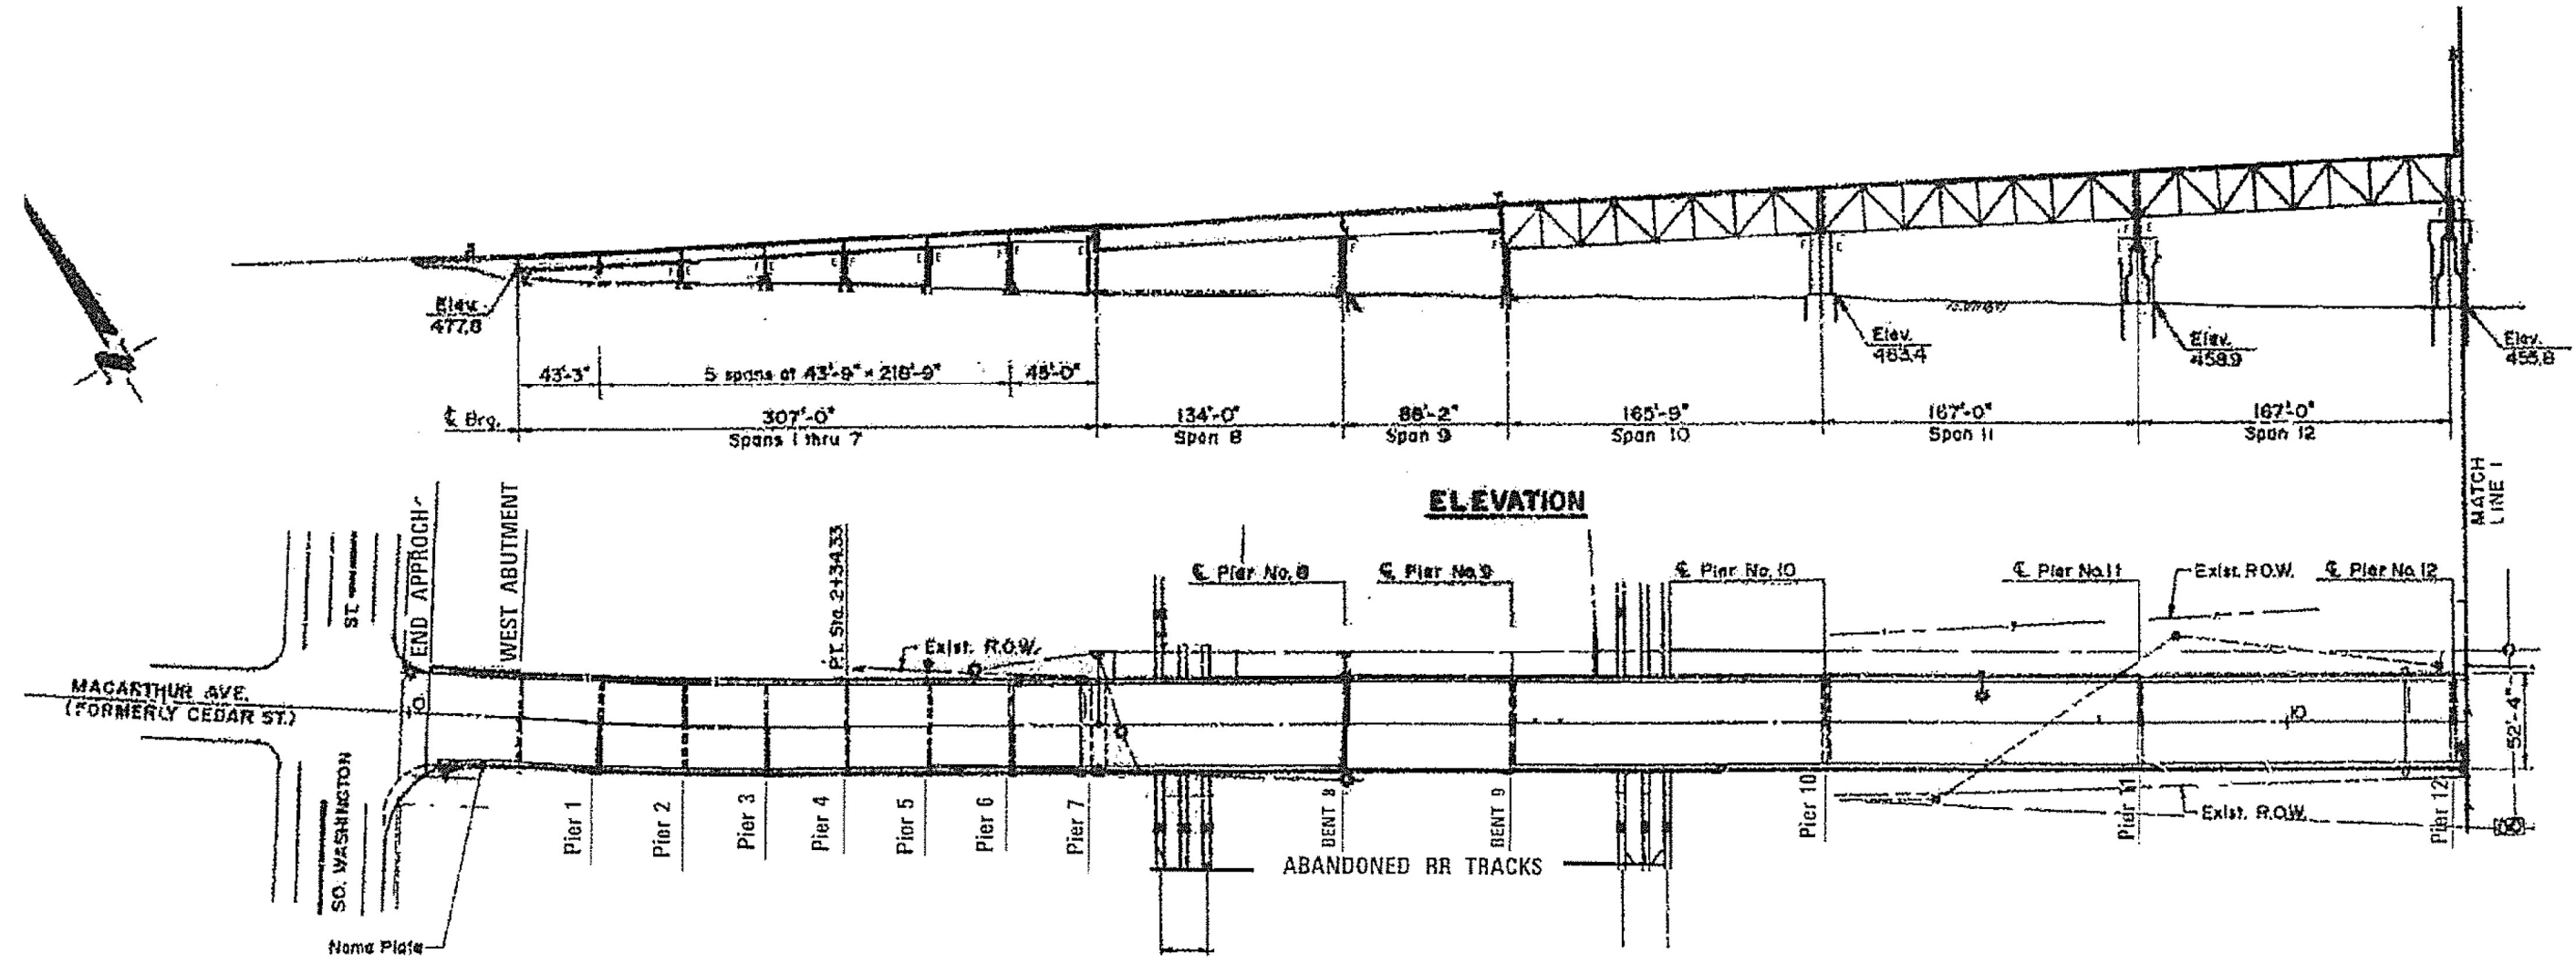 Elev.
477.8
Elev.
463.4
Elev.
458.9
Elev.
455.8
43'-3"
5 spans at 43'-9" = 218'-9"
45'-0"
℄ Brg.
307'-0"
Spans 1 thru 7
134'-0"
Span 8
88'-2"
Span 9
165'-9"
Span 10
167'-0"
Span 11
167'-0"
Span 12
MATCH
LINE 1
ELEVATION
ST.
END APPROCH
WEST ABUTMENT
P.T. Sta. 2+34.33
Exist. R.O.W.
℄ Pier No. 8
℄ Pier No. 9
℄ Pier No. 10
℄ Pier No. 11
Exist. R.O.W.
℄ Pier No. 12
MACARTHUR AVE.
(FORMERLY CEDAR ST.)
10
52'-4"
SO. WASHINGTON
Pier 1
Pier 2
Pier 3
Pier 4
Pier 5
Pier 6
Pier 7
BENT 8
BENT 9
Pier 10
Pier 11
Pier 12
Exist. R.O.W.
ABANDONED RR TRACKS
Name Plate